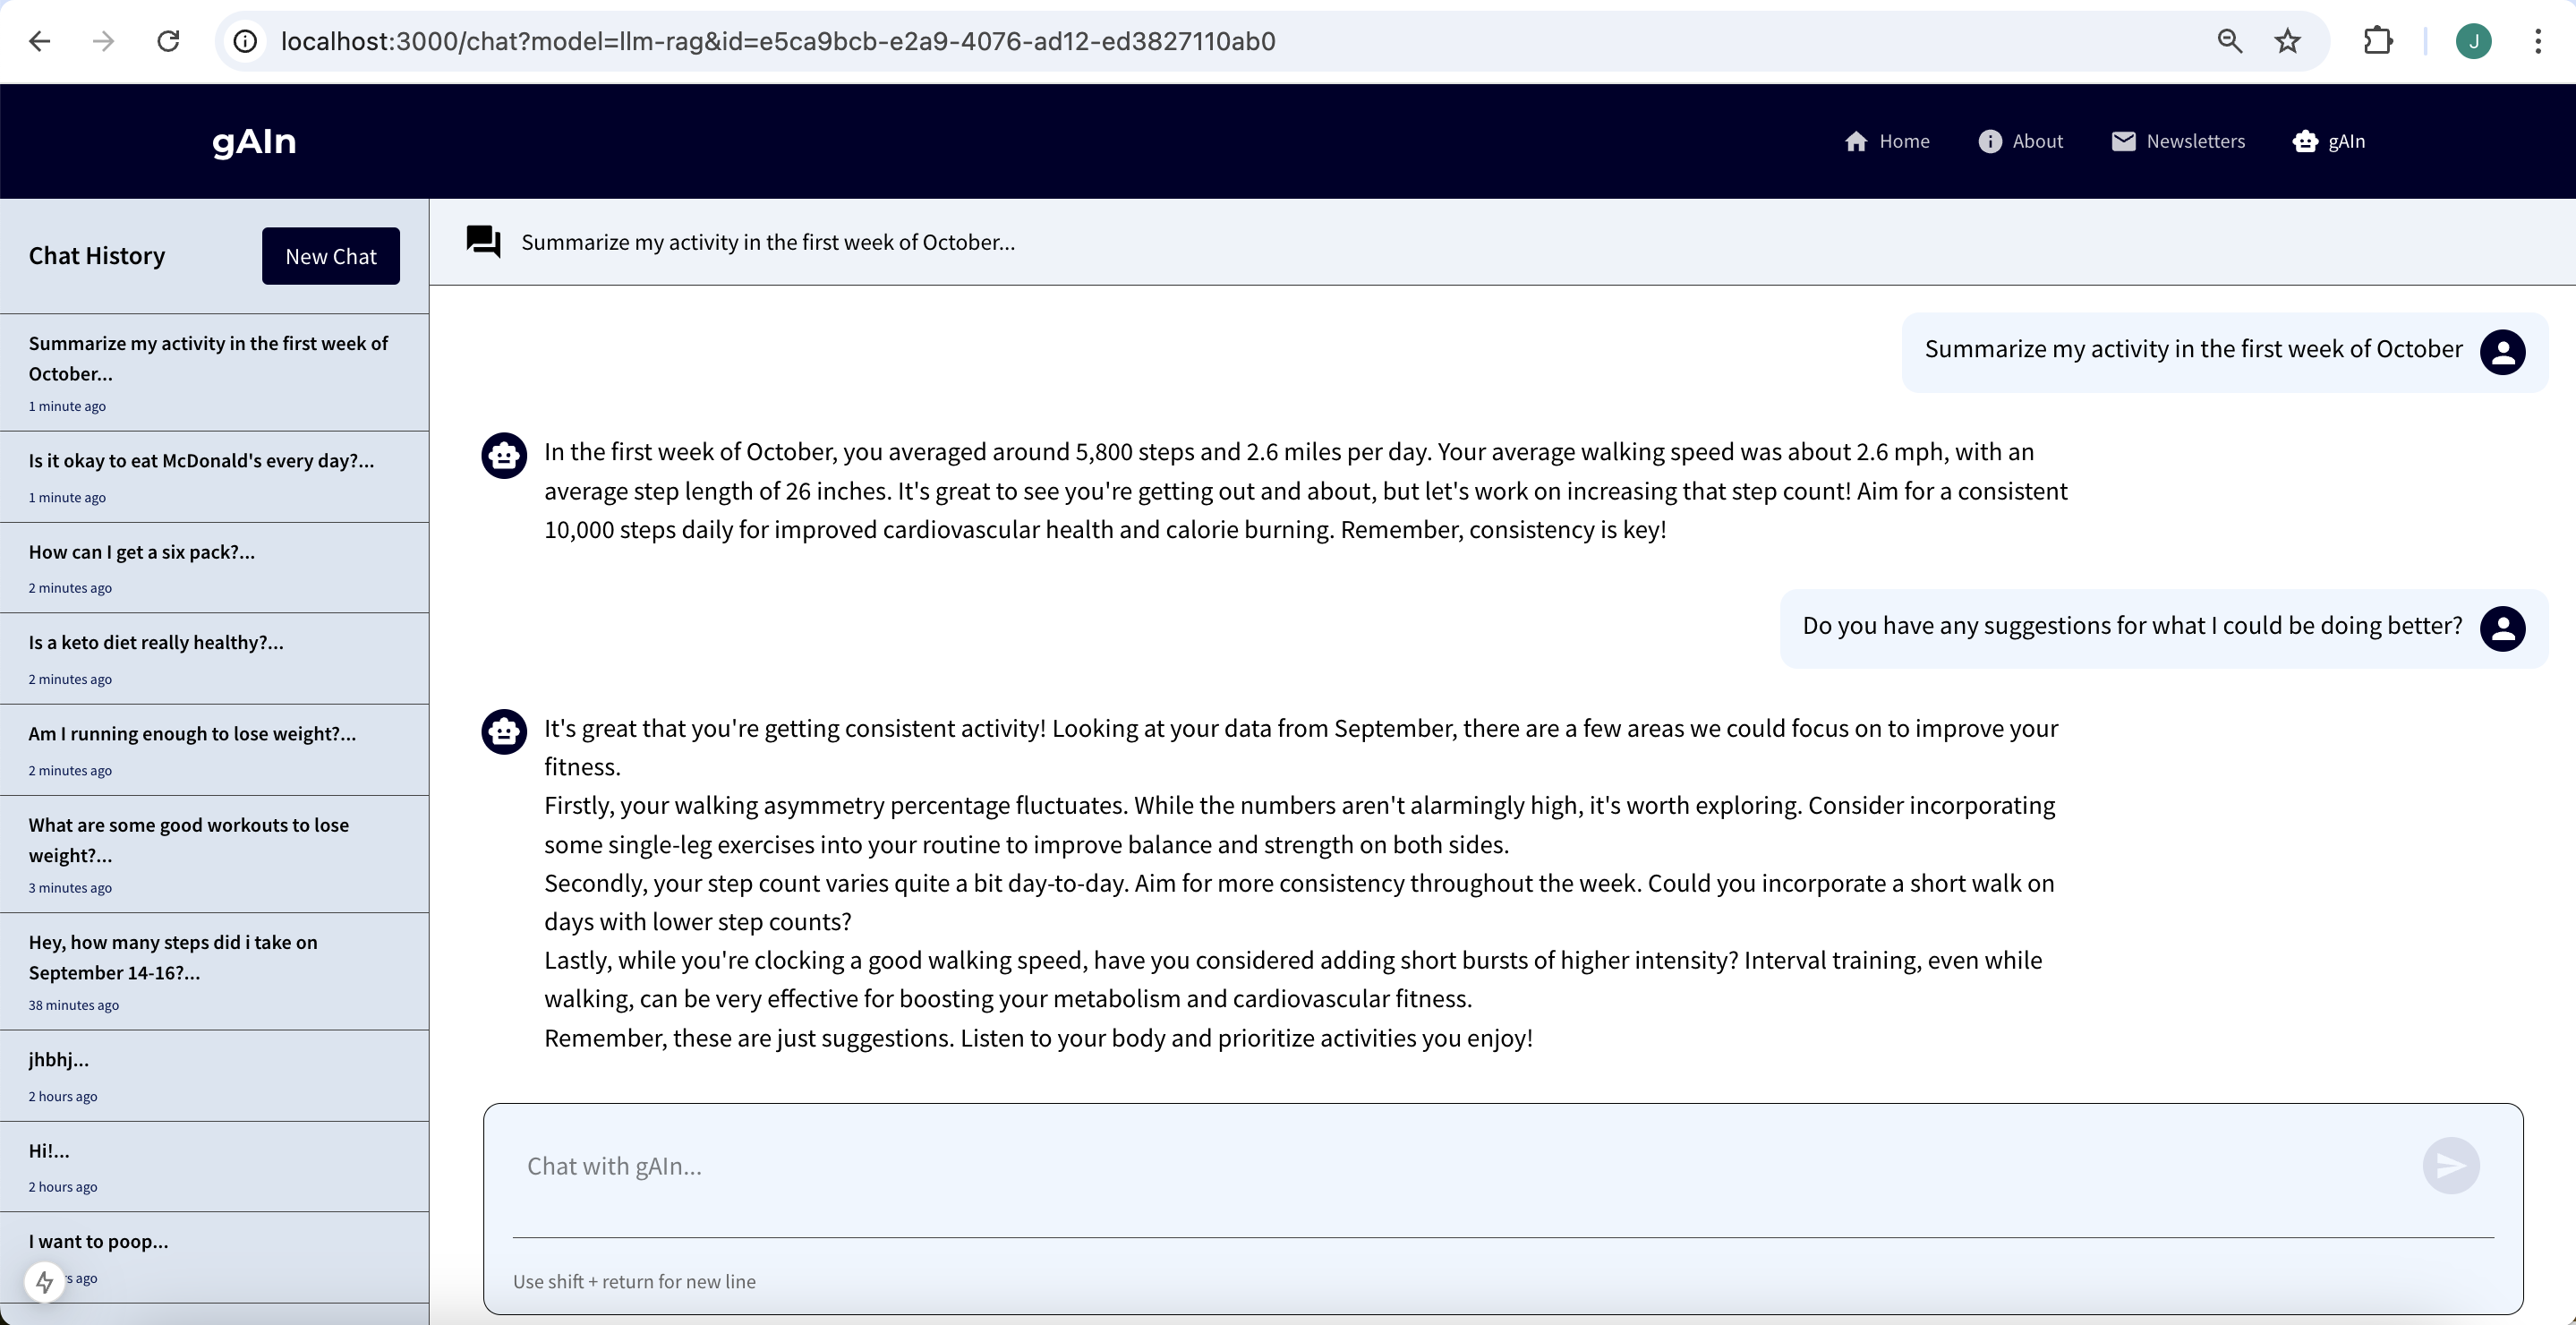 localhost:3000/chat?model=llm-rag&id=e5ca9bcb-e2a9-4076-ad12-ed3827110ab0
J
gAIn
Home
About
Newsletters
gAIn
Chat History
New Chat
Summarize my activity in the first week of
October...
1 minute ago
Is it okay to eat McDonald's every day?...
1 minute ago
How can I get a six pack?...
2 minutes ago
Is a keto diet really healthy?...
2 minutes ago
Am I running enough to lose weight?...
2 minutes ago
What are some good workouts to lose
weight?...
3 minutes ago
Hey, how many steps did i take on
September 14-16?...
38 minutes ago
jhbhj...
2 hours ago
Hi!...
2 hours ago
I want to poop...
ago
Summarize my activity in the first week of October...
Summarize my activity in the first week of October
In the first week of October, you averaged around 5,800 steps and 2.6 miles per day. Your average walking speed was about 2.6 mph, with an
average step length of 26 inches. It's great to see you're getting out and about, but let's work on increasing that step count! Aim for a consistent
10,000 steps daily for improved cardiovascular health and calorie burning. Remember, consistency is key!
Do you have any suggestions for what I could be doing better?
It's great that you're getting consistent activity! Looking at your data from September, there are a few areas we could focus on to improve your
fitness.
Firstly, your walking asymmetry percentage fluctuates. While the numbers aren't alarmingly high, it's worth exploring. Consider incorporating
some single-leg exercises into your routine to improve balance and strength on both sides.
Secondly, your step count varies quite a bit day-to-day. Aim for more consistency throughout the week. Could you incorporate a short walk on
days with lower step counts?
Lastly, while you're clocking a good walking speed, have you considered adding short bursts of higher intensity? Interval training, even while
walking, can be very effective for boosting your metabolism and cardiovascular fitness.
Remember, these are just suggestions. Listen to your body and prioritize activities you enjoy!
Chat with gAIn...
Use shift + return for new line